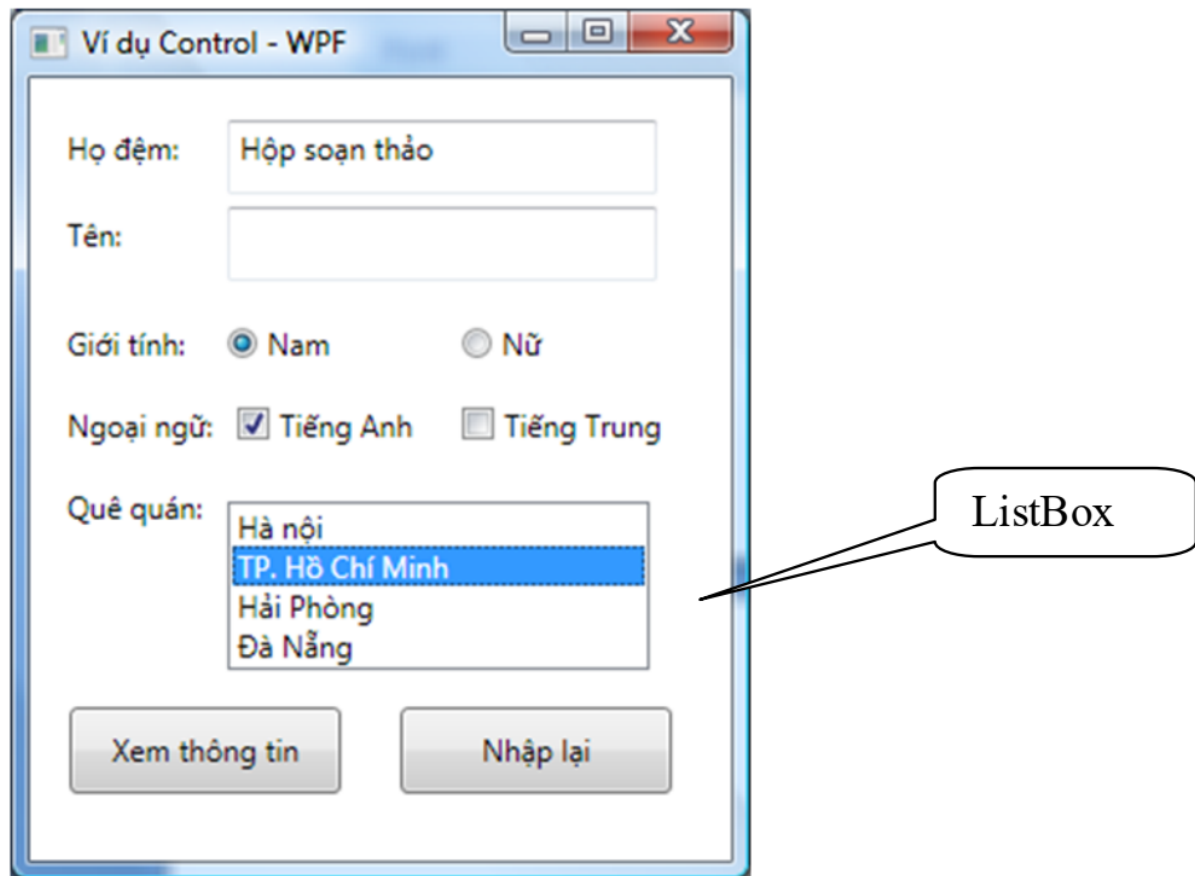 Ví dụ Control - WPF
Họ đệm: Hộp soạn thảo
Tên:
Giới tính: Nam Nữ
Ngoại ngữ: Tiếng Anh Tiếng Trung
Quê quán:
Hà nội
TP. Hồ Chí Minh
Hải Phòng
Đà Nẵng
ListBox
Xem thông tin Nhập lại